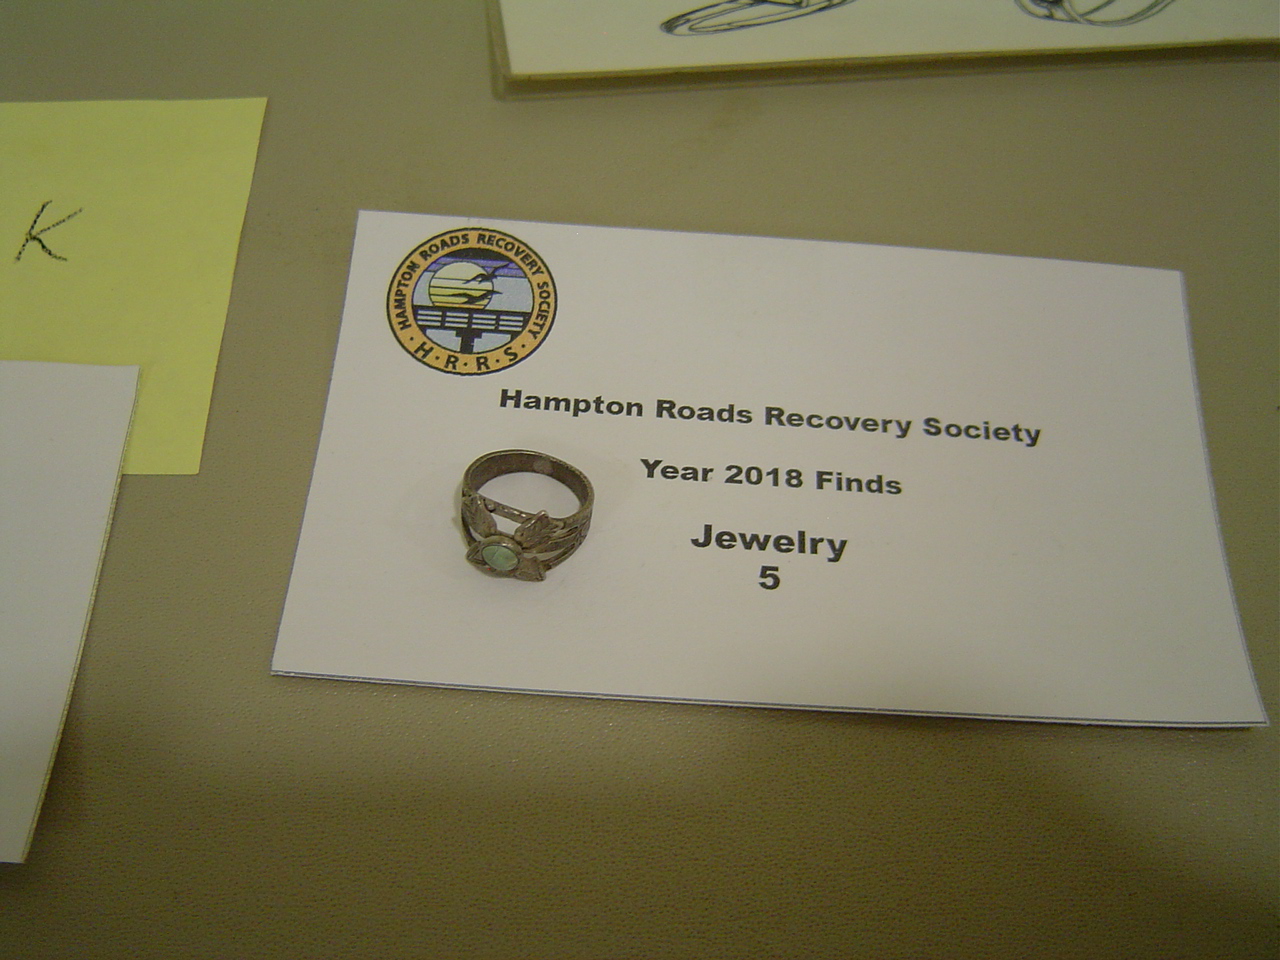 K
HAMPTON ROADS RECOVERY SOCIETY
· H · R · R · S ·
Hampton Roads Recovery Society
Year 2018 Finds
Jewelry
5